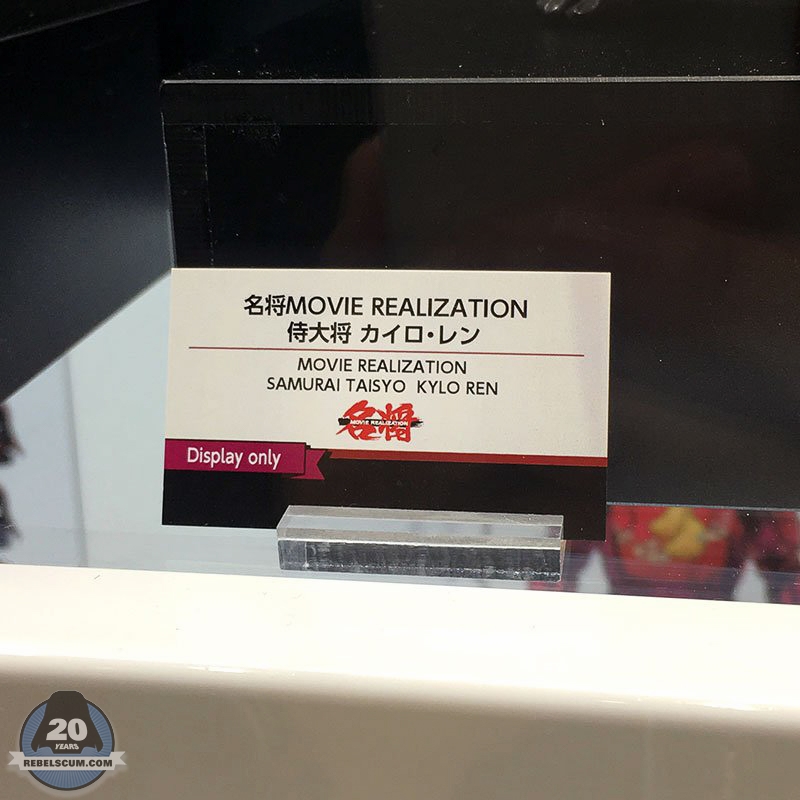 名将MOVIE REALIZATION
侍大将 カイロ・レン
MOVIE REALIZATION
SAMURAI TAISYO KYLO REN
名将
MOVIE REALIZATION
Display only
20
YEARS
REBELSCUM.COM